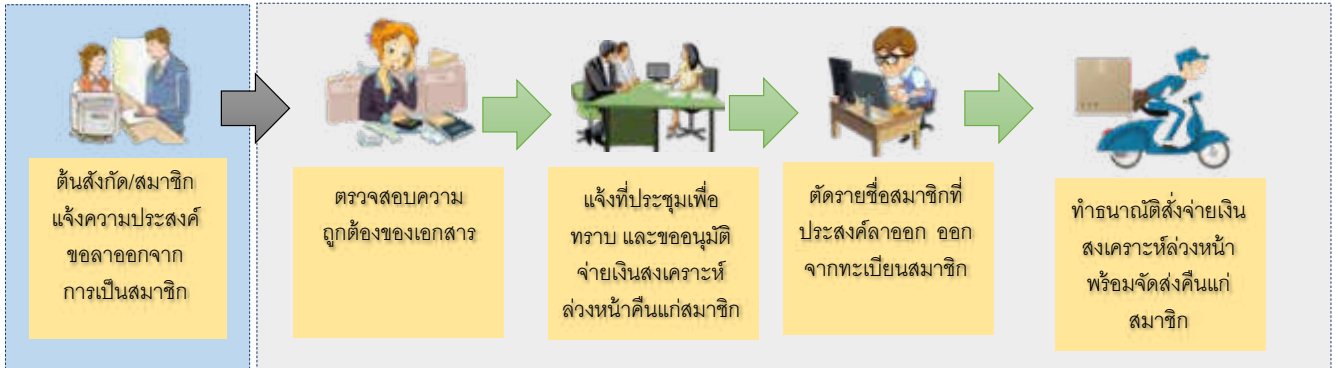 ต้นสังกัด/สมาชิก
แจ้งความประสงค์
ขอลาออกจาก
การเป็นสมาชิก
ตรวจสอบความ
ถูกต้องของเอกสาร
แจ้งที่ประชุมเพื่อ
ทราบ และขออนุมัติ
จ่ายเงินสงเคราะห์
ล่วงหน้าคืนแก่สมาชิก
ตัดรายชื่อสมาชิกที่
ประสงค์ลาออก ออก
จากทะเบียนสมาชิก
ทำธนาณัติสั่งจ่ายเงิน
สงเคราะห์ล่วงหน้า
พร้อมจัดส่งคืนแก่
สมาชิก